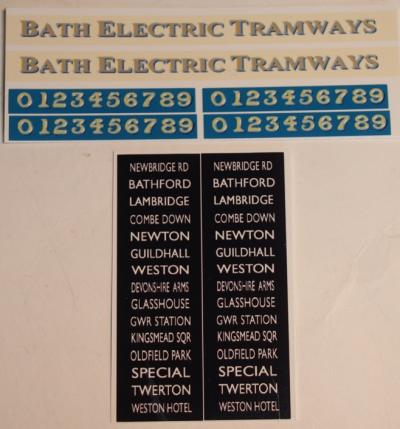 BATH ELECTRIC TRAMWAYS
BATH ELECTRIC TRAMWAYS
0123456789 0123456789
0123456789 0123456789
NEWBRIDGE RD
BATHFORD
LAMBRIDGE
COMBE DOWN
NEWTON
GUILDHALL
WESTON
DEVONSHIRE ARMS
GLASSHOUSE
GWR STATION
KINGSMEAD SQR
OLDFIELD PARK
SPECIAL
TWERTON
WESTON HOTEL
NEWBRIDGE RD
BATHFORD
LAMBRIDGE
COMBE DOWN
NEWTON
GUILDHALL
WESTON
DEVONSHIRE ARMS
GLASSHOUSE
GWR STATION
KINGSMEAD SQR
OLDFIELD PARK
SPECIAL
TWERTON
WESTON HOTEL